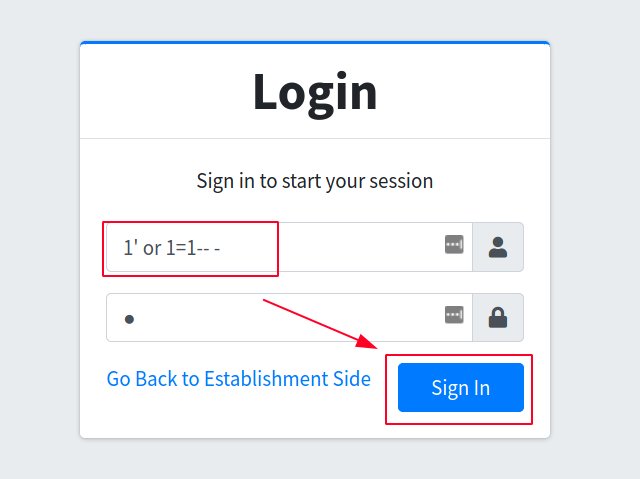 Login
Sign in to start your session
1' or 1=1-- -
●
Go Back to Establishment Side
Sign In